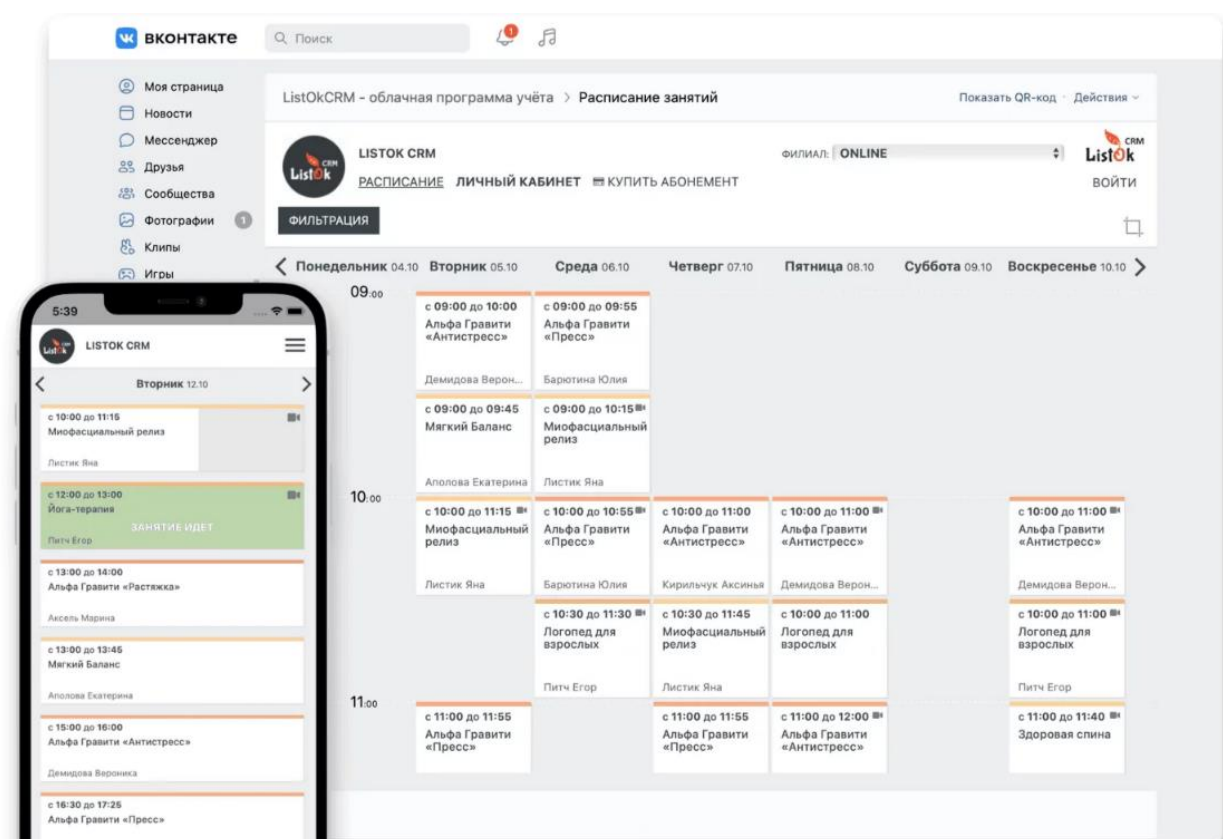 вконтакте
Поиск
1
Моя страница
Новости
Мессенджер
Друзья
Сообщества
Фотографии 1
Клипы
Игры
ListOkCRM - облачная программа учёта > Расписание занятий
Показать QR-код · Действия
ListOk CRM
LISTOK CRM
ФИЛИАЛ: ONLINE
ListOk CRM
РАСПИСАНИЕ ЛИЧНЫЙ КАБИНЕТ КУПИТЬ АБОНЕМЕНТ
ВОЙТИ
ФИЛЬТРАЦИЯ
Понедельник 04.10 Вторник 05.10 Среда 06.10 Четверг 07.10 Пятница 08.10 Суббота 09.10 Воскресенье 10.10
09:00
с 09:00 до 10:00
Альфа Гравити
«Антистресс»
Демидова Верон...
с 09:00 до 09:55
Альфа Гравити
«Пресс»
Барютина Юлия
с 09:00 до 09:45
Мягкий Баланс
Аполова Екатерина
с 09:00 до 10:15
Миофасциальный
релиз
Листик Яна
10:00
с 10:00 до 11:15
Миофасциальный
релиз
Листик Яна
с 10:00 до 10:55
Альфа Гравити
«Пресс»
Барютина Юлия
с 10:00 до 11:00
Альфа Гравити
«Антистресс»
Кирильчук Аксинья
с 10:00 до 11:00
Альфа Гравити
«Антистресс»
Демидова Верон...
с 10:00 до 11:00
Альфа Гравити
«Антистресс»
Демидова Верон...
с 10:30 до 11:30
Логопед для
взрослых
Питч Егор
с 10:30 до 11:45
Миофасциальный
релиз
Листик Яна
с 10:00 до 11:00
Логопед для
взрослых
с 10:00 до 11:00
Логопед для
взрослых
Питч Егор
11:00
с 11:00 до 11:55
Альфа Гравити
«Пресс»
с 11:00 до 11:55
Альфа Гравити
«Пресс»
с 11:00 до 12:00
Альфа Гравити
«Антистресс»
с 11:00 до 11:40
Здоровая спина
5:39
ListOk
LISTOK CRM
Вторник 12.10
с 10:00 до 11:15
Миофасциальный релиз
Листик Яна
с 12:00 до 13:00
Йога-терапия
ЗАНЯТИЕ ИДЕТ
Питч Егор
с 13:00 до 14:00
Альфа Гравити «Растяжка»
Аксель Марина
с 13:00 до 13:45
Мягкий Баланс
Аполова Екатерина
с 15:00 до 16:00
Альфа Гравити «Антистресс»
Демидова Вероника
с 16:30 до 17:25
Альфа Гравити «Пресс»